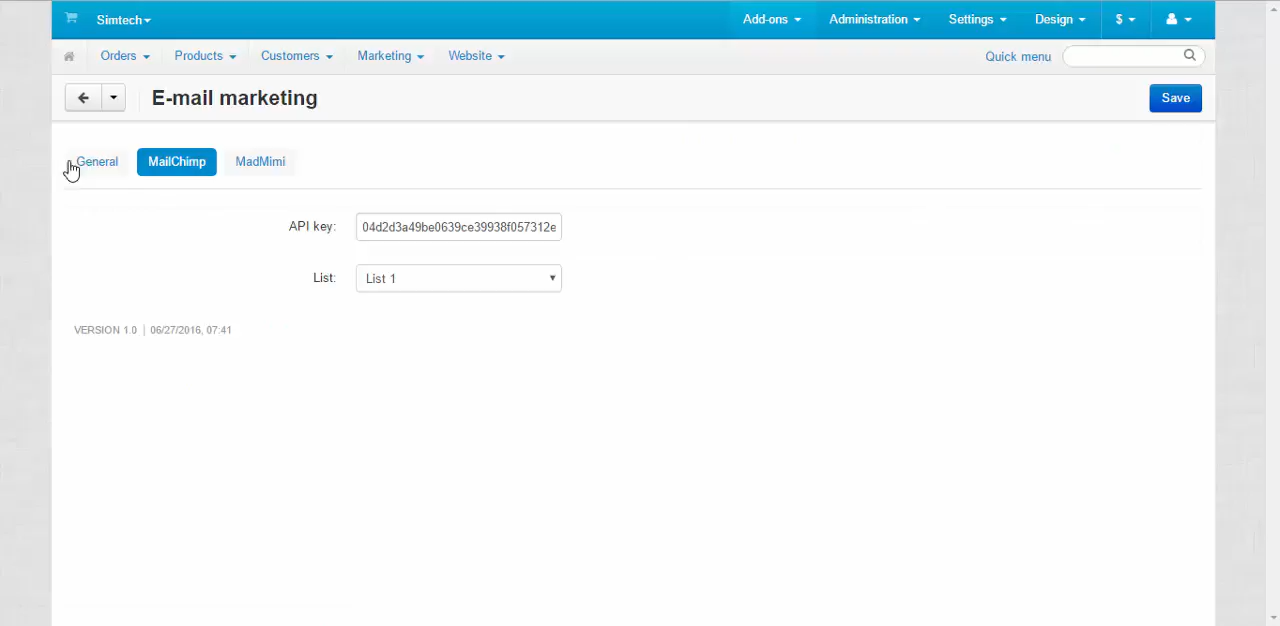 Simtech Add-ons Administration Settings Design $
Orders Products Customers Marketing Website Quick menu
E-mail marketing Save
General MailChimp MadMimi
API key: 04d2d3a49be0639ce39938f057312e
List: List 1
VERSION 1.0 | 06/27/2016, 07:41